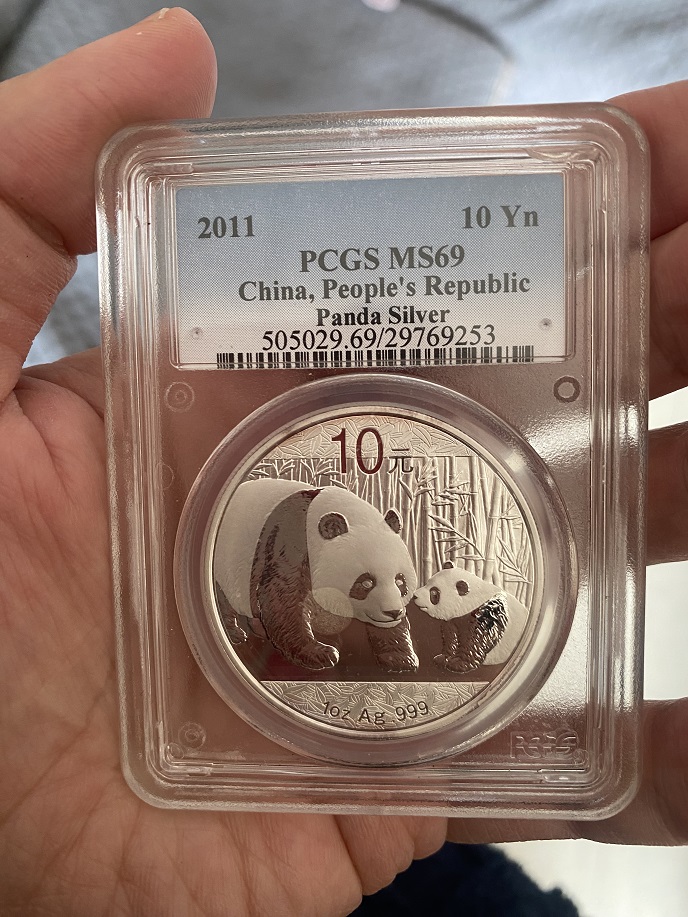 2011 10 Yn
PCGS MS69
China, People's Republic
Panda Silver
505029.69/29769253
10元
1oz Ag .999
PCGS